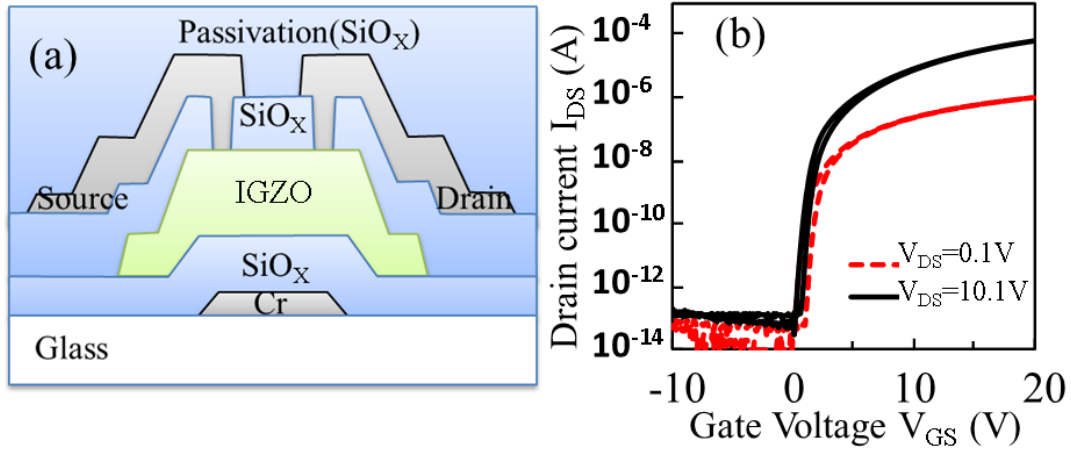 (a)
Passivation(SiOX)
SiOX
IGZO
Source
Drain
SiOX
Cr
Glass
(b)
Drain current IDS (A)
10-4
10-6
10-8
10-10
10-12
10-14
VDS=0.1V
VDS=10.1V
-10 0 10 20
Gate Voltage VGS (V)